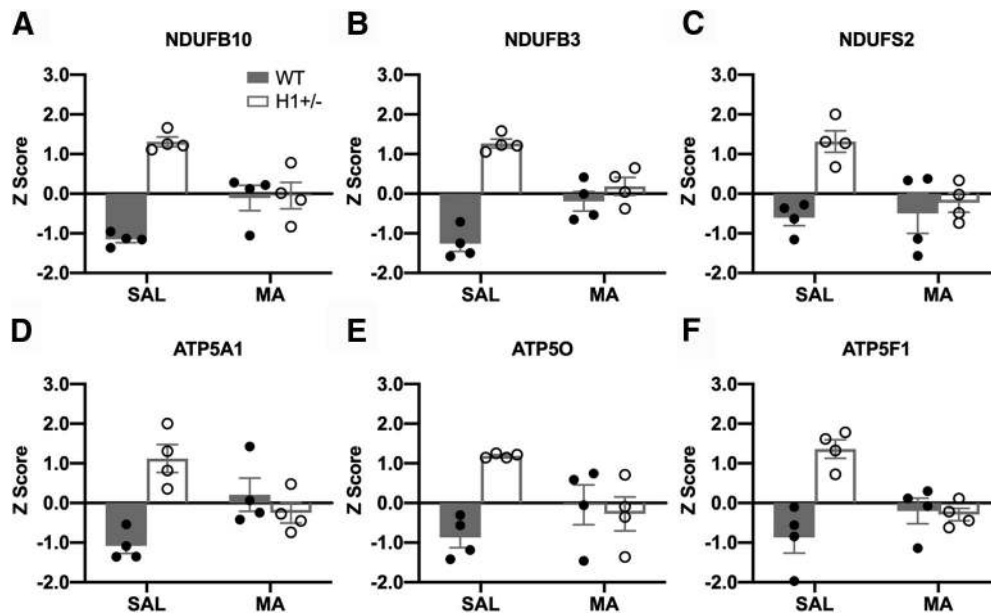 A
NDUFB10
WT
H1+/-
Z Score
3.0
2.0
1.0
0.0
-1.0
-2.0
SAL
MA
B
NDUFB3
Z Score
3.0
2.0
1.0
0.0
-1.0
-2.0
SAL
MA
C
NDUFS2
Z Score
3.0
2.0
1.0
0.0
-1.0
-2.0
SAL
MA
D
ATP5A1
Z Score
3.0
2.0
1.0
0.0
-1.0
-2.0
SAL
MA
E
ATP5O
Z Score
3.0
2.0
1.0
0.0
-1.0
-2.0
SAL
MA
F
ATP5F1
Z Score
3.0
2.0
1.0
0.0
-1.0
-2.0
SAL
MA